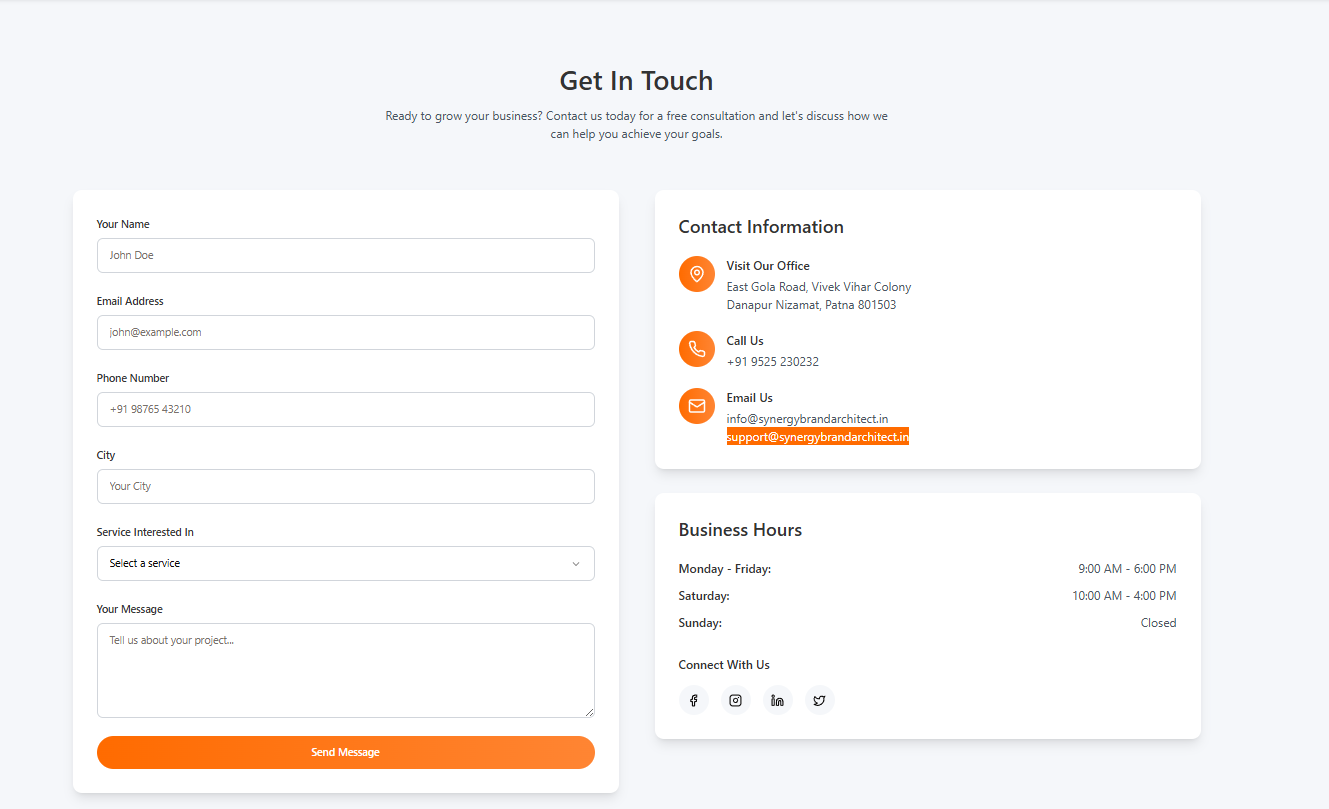 Get In Touch
Ready to grow your business? Contact us today for a free consultation and let's discuss how we
can help you achieve your goals.
Your Name
John Doe
Email Address
john@example.com
Phone Number
+91 98765 43210
City
Your City
Service Interested In
Select a service
Your Message
Tell us about your project...
Send Message
Contact Information
Visit Our Office
East Gola Road, Vivek Vihar Colony
Danapur Nizamat, Patna 801503
Call Us
+91 9525 230232
Email Us
info@synergybrandarchitect.in
support@synergybrandarchitect.in
Business Hours
Monday - Friday: 9:00 AM - 6:00 PM
Saturday: 10:00 AM - 4:00 PM
Sunday: Closed
Connect With Us